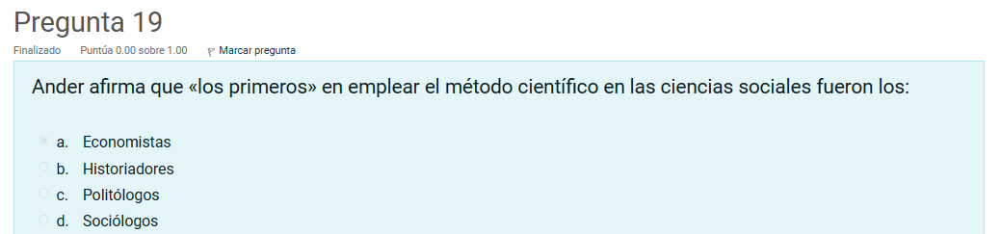 Pregunta 19
Finalizado Puntúa 0.00 sobre 1.00 Marcar pregunta
Ander afirma que «los primeros» en emplear el método científico en las ciencias sociales fueron los:
a. Economistas
b. Historiadores
c. Politólogos
d. Sociólogos